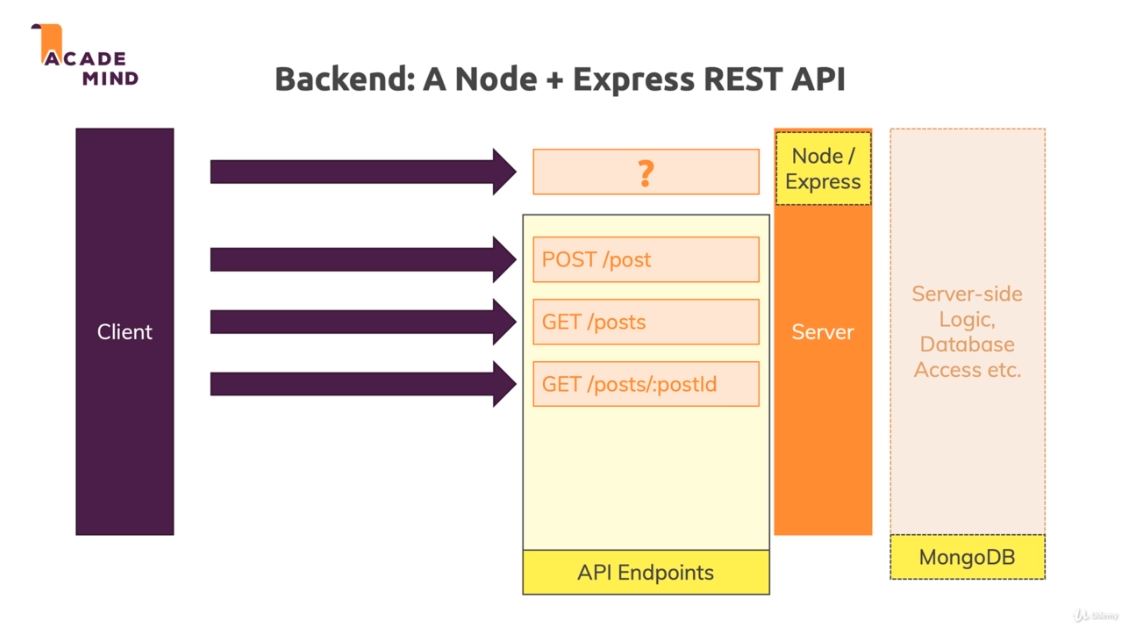 ACADE
MIND
Backend: A Node + Express REST API
Client
?
POST /post
GET /posts
GET /posts/:postId
API Endpoints
Node /
Express
Server
Server-side
Logic,
Database
Access etc.
MongoDB
Udemy